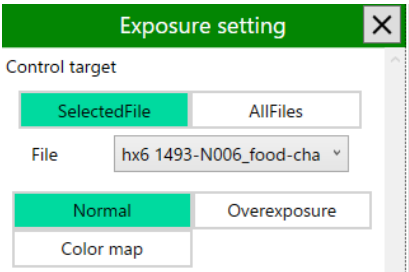 Exposure setting
Control target
SelectedFile AllFiles
File hx6 1493-N006_food-cha
Normal Overexposure
Color map